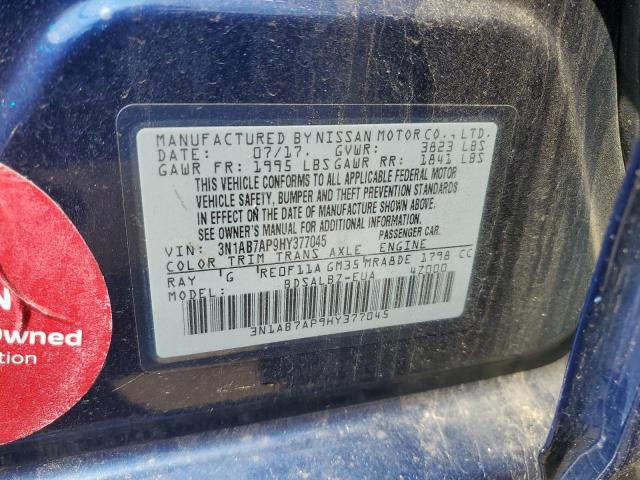 MANUFACTURED BY NISSAN MOTOR CO., LTD.
DATE: 07/17. GVWR: 3823 LBS
GAWR FR: 1995 LBS GAWR RR: 1841 LBS
THIS VEHICLE CONFORMS TO ALL APPLICABLE FEDERAL MOTOR
VEHICLE SAFETY, BUMPER AND THEFT PREVENTION STANDARDS
IN EFFECT ON THE DATE OF MANUFACTURE SHOWN ABOVE.
SEE OWNER'S MANUAL FOR ADDITIONAL INFORMATION.
VIN: 3N1AB7AP9HY377045 PASSENGER CAR.
COLOR TRIM TRANS AXLE ENGINE
RAY 'G RE0F11A GM35 MRA8DE 1798 CC
MODEL: BDSALBZ-EUA 47000
3N1AB7AP9HY377045
N
Owned
tion